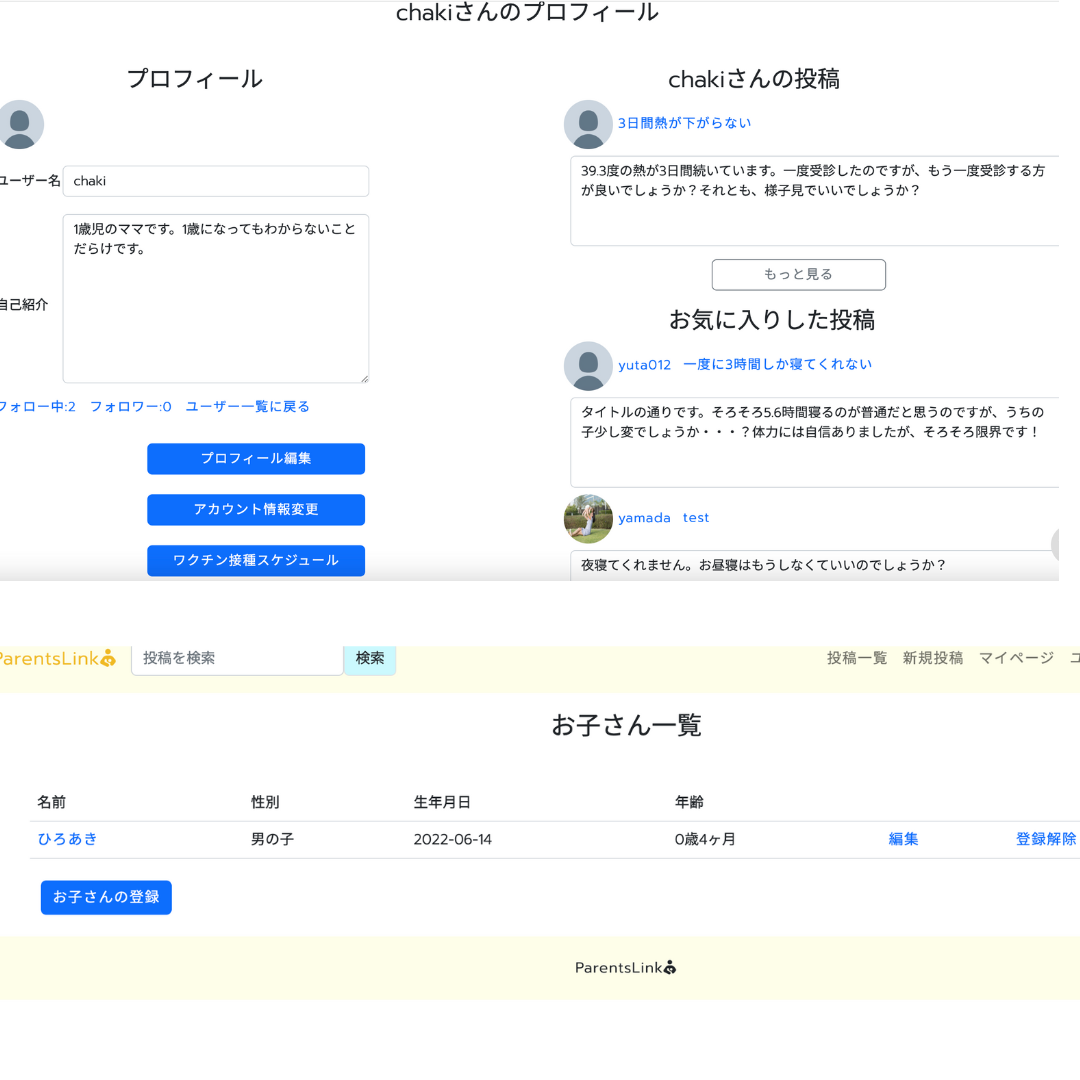 chakiさんのプロフィール
プロフィール
ユーザー名
chaki
自己紹介
1歳児のママです。1歳になってもわからないこと
だらけです。
フォロー中:2 フォロワー:0 ユーザー一覧に戻る
プロフィール編集
アカウント情報変更
ワクチン接種スケジュール
chakiさんの投稿
3日間熱が下がらない
39.3度の熱が3日間続いています。一度受診したのですが、もう一度受診する方
が良いでしょうか？それとも、様子見でいいでしょうか？
もっと見る
お気に入りした投稿
yuta012 一度に3時間しか寝てくれない
タイトルの通りです。そろそろ5.6時間寝るのが普通だと思うのですが、うちの
子少し変でしょうか・・・？体力には自信ありましたが、そろそろ限界です！
yamada test
夜寝てくれません。お昼寝はもうしなくていいのでしょうか？
ParentsLink 投稿を検索 検索 投稿一覧 新規投稿 マイページ ユ
お子さん一覧
名前 性別 生年月日 年齢
ひろあき 男の子 2022-06-14 0歳4ヶ月 編集 登録解除
お子さんの登録
ParentsLink